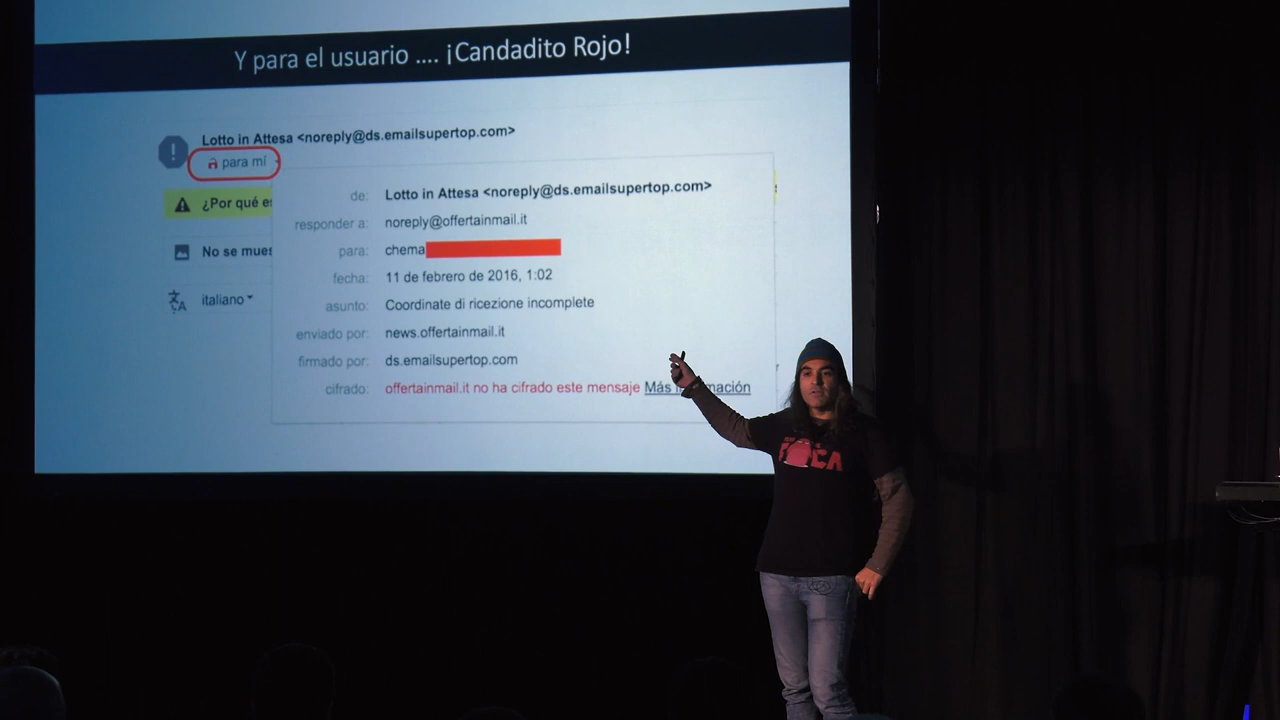 Y para el usuario .... ¡Candadito Rojo!
Lotto in Attesa <noreply@ds.emailsupertop.com>
para mí
de: Lotto in Attesa <noreply@ds.emailsupertop.com>
¿Por qué es
responder a: noreply@offertainmail.it
No se mues
para: chema
fecha: 11 de febrero de 2016, 1:02
italiano
asunto: Coordinate di ricezione incomplete
enviado por: news.offertainmail.it
firmado por: ds.emailsupertop.com
cifrado: offertainmail.it no ha cifrado este mensaje Más
FOCA